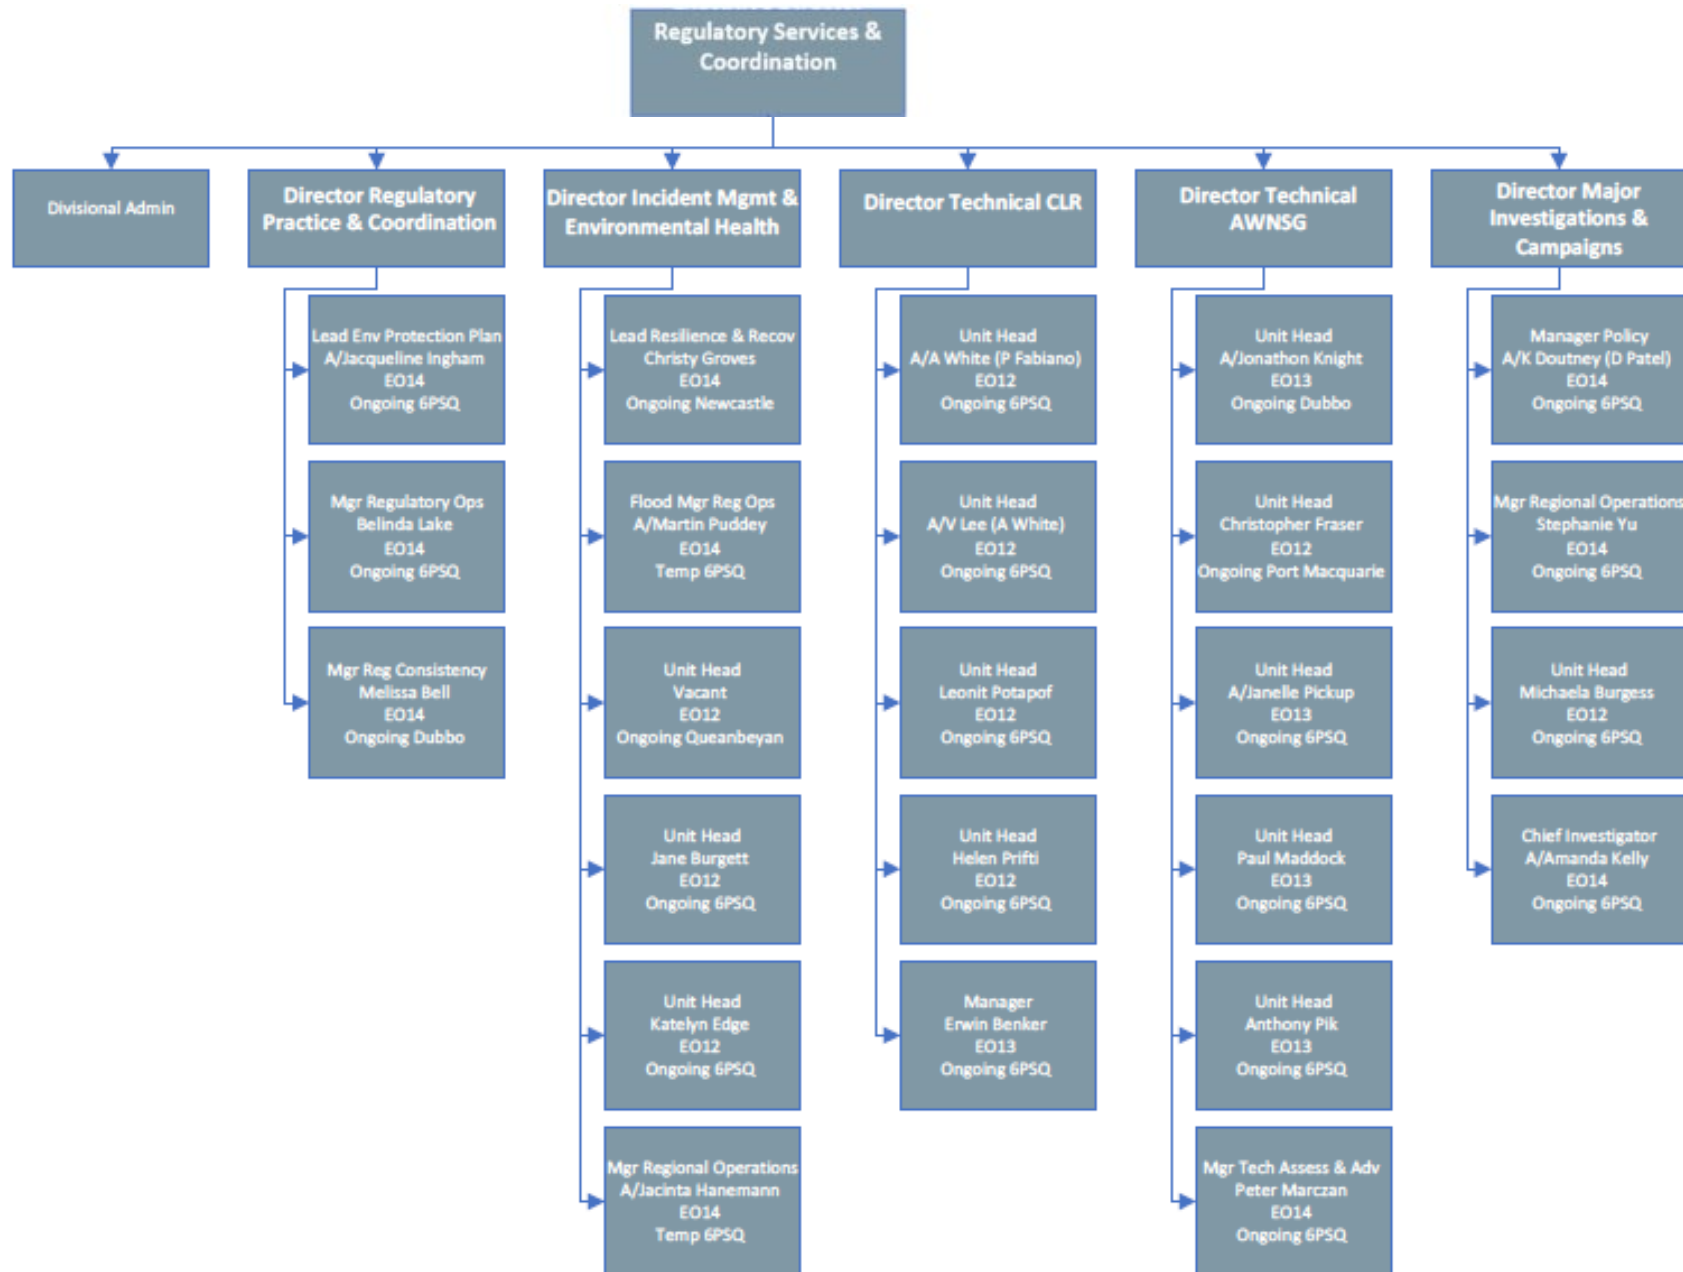 Regulatory Services &
Coordination
Divisional Admin
Director Regulatory
Practice & Coordination
Director Incident Mgmt &
Environmental Health
Director Technical CLR
Director Technical
AWNSG
Director Major
Investigations &
Campaigns
Lead Env Protection Plan
A/Jacqueline Ingham
EO14
Ongoing 6PSQ
Mgr Regulatory Ops
Belinda Lake
EO14
Ongoing 6PSQ
Mgr Reg Consistency
Melissa Bell
EO14
Ongoing Dubbo
Lead Resilience & Recov
Christy Groves
EO14
Ongoing Newcastle
Flood Mgr Reg Ops
A/Martin Puddey
EO14
Temp 6PSQ
Unit Head
Vacant
EO12
Ongoing Queanbeyan
Unit Head
Jane Burgett
EO12
Ongoing 6PSQ
Unit Head
Katelyn Edge
EO12
Ongoing 6PSQ
Mgr Regional Operations
A/Jacinta Hanemann
EO14
Temp 6PSQ
Unit Head
A/A White (P Fabiano)
EO12
Ongoing 6PSQ
Unit Head
A/V Lee (A White)
EO12
Ongoing 6PSQ
Unit Head
Leonit Potapof
EO12
Ongoing 6PSQ
Unit Head
Helen Prifti
EO12
Ongoing 6PSQ
Manager
Erwin Benker
EO13
Ongoing 6PSQ
Unit Head
A/Jonathon Knight
EO13
Ongoing Dubbo
Unit Head
Christopher Fraser
EO12
Ongoing Port Macquarie
Unit Head
A/Janelle Pickup
EO13
Ongoing 6PSQ
Unit Head
Paul Maddock
EO13
Ongoing 6PSQ
Unit Head
Anthony Pik
EO13
Ongoing 6PSQ
Mgr Tech Assess & Adv
Peter Marczan
EO14
Ongoing 6PSQ
Manager Policy
A/K Doutney (D Patel)
EO14
Ongoing 6PSQ
Mgr Regional Operations
Stephanie Yu
EO14
Ongoing 6PSQ
Unit Head
Michaela Burgess
EO12
Ongoing 6PSQ
Chief Investigator
A/Amanda Kelly
EO14
Ongoing 6PSQ